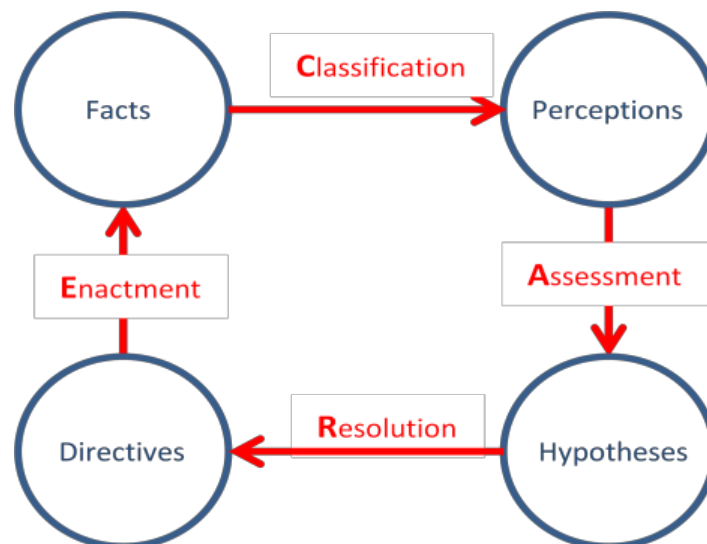 Classification
Facts
Perceptions
Enactment
Assessment
Directives
Resolution
Hypotheses